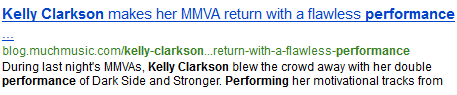 Kelly Clarkson makes her MMVA return with a flawless performance
...
blog.muchmusic.com/kelly-clarkson...return-with-a-flawless-performance
During last night's MMVAs, Kelly Clarkson blew the crowd away with her double
performance of Dark Side and Stronger. Performing her motivational tracks from